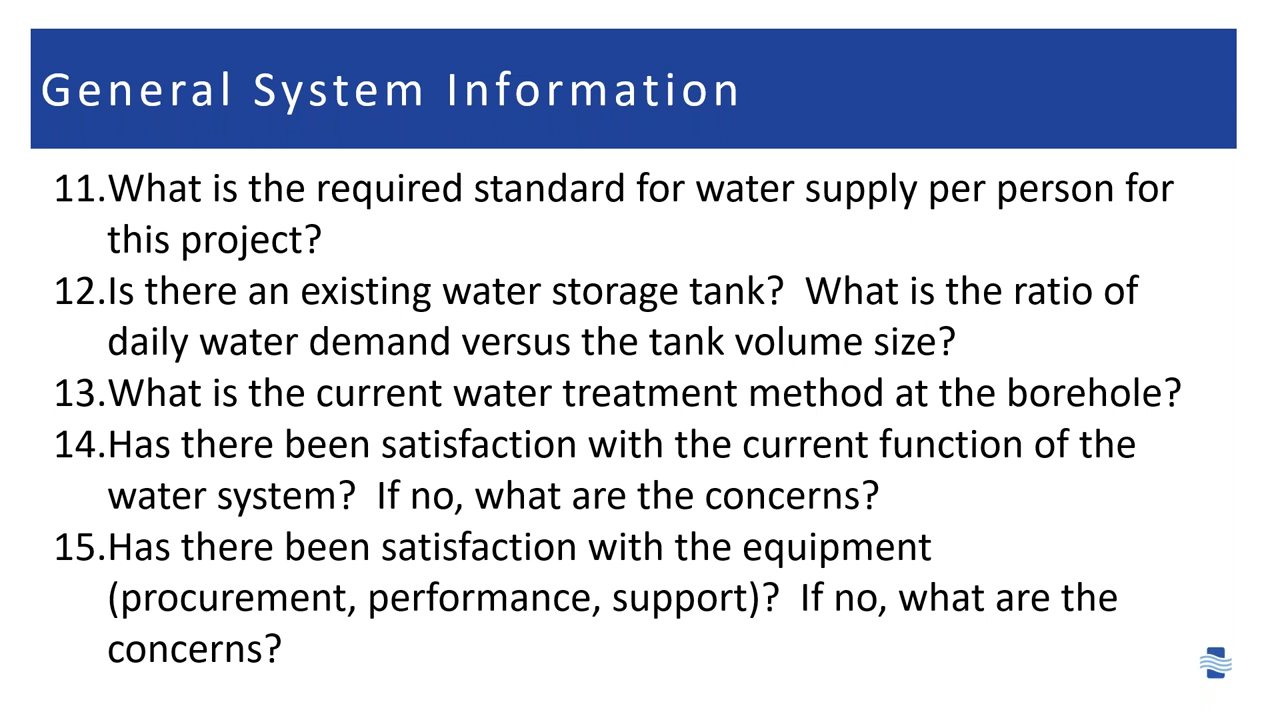 General System Information
11.What is the required standard for water supply per person for
this project?
12.Is there an existing water storage tank?  What is the ratio of
daily water demand versus the tank volume size?
13.What is the current water treatment method at the borehole?
14.Has there been satisfaction with the current function of the
water system?  If no, what are the concerns?
15.Has there been satisfaction with the equipment
(procurement, performance, support)?  If no, what are the
concerns?